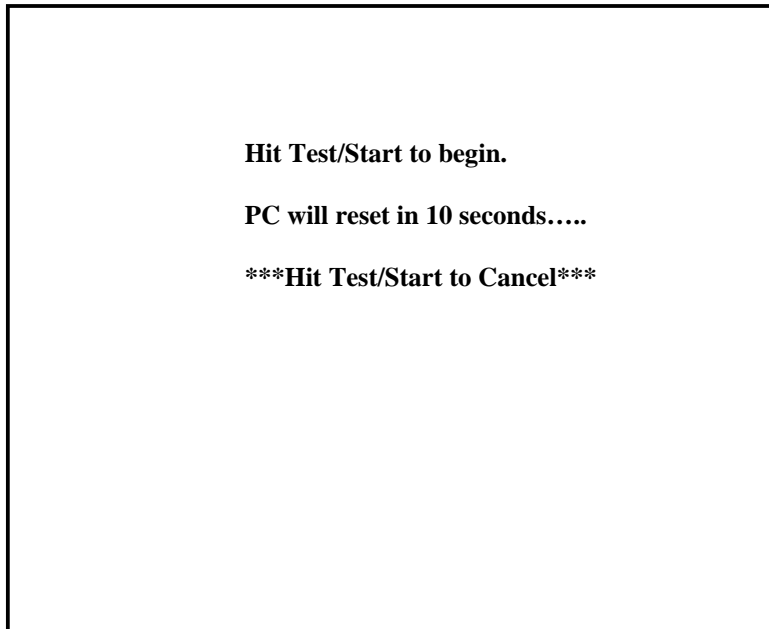 Hit Test/Start to begin.
PC will reset in 10 seconds…..
***Hit Test/Start to Cancel***